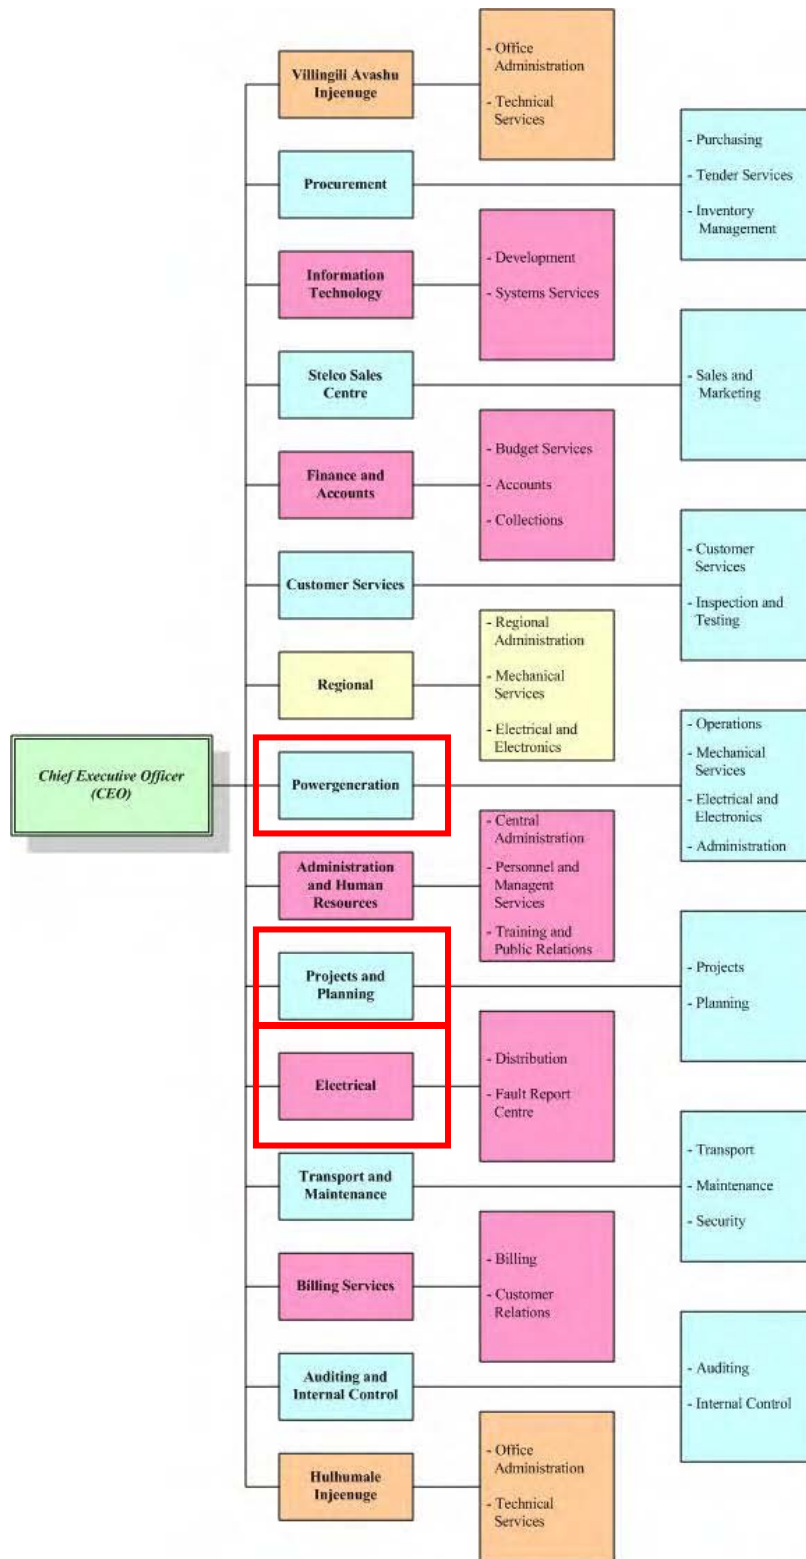 Villingili Avashu
Injeenuge
- Office
Administration
- Technical
Services
Procurement
- Purchasing
- Tender Services
- Inventory
Management
Information
Technology
- Development
- Systems Services
Stelco Sales
Centre
- Sales and
Marketing
Finance and
Accounts
- Budget Services
- Accounts
- Collections
Customer Services
- Customer
Services
- Inspection and
Testing
Regional
- Regional
Administration
- Mechanical
Services
- Electrical and
Electronics
Chief Executive Officer
(CEO)
Powergeneration
- Operations
- Mechanical
Services
- Electrical and
Electronics
- Administration
Administration
and Human
Resources
- Central
Administration
- Personnel and
Managent
Services
- Training and
Public Relations
Projects and
Planning
- Projects
- Planning
Electrical
- Distribution
- Fault Report
Centre
Transport and
Maintenance
- Transport
- Maintenance
- Security
Billing Services
- Billing
- Customer
Relations
Auditing and
Internal Control
- Auditing
- Internal Control
Hulhumale
Injeenuge
- Office
Administration
- Technical
Services